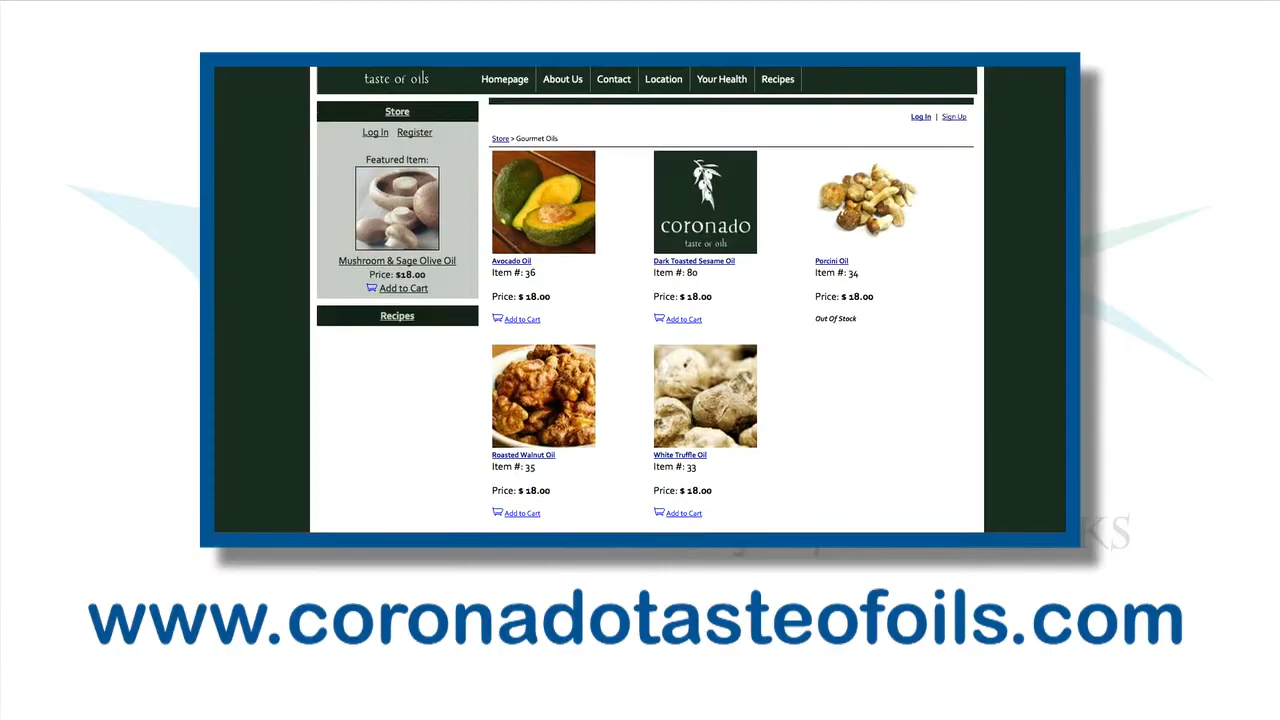 taste of oils
Homepage About Us Contact Location Your Health Recipes
Store
Log In Register
Featured Item:
Mushroom & Sage Olive Oil
Price: $18.00
Add to Cart
Recipes
Log In | Sign Up
Store > Gourmet Oils
Avocado Oil
Item #: 36
Price: $ 18.00
Add to Cart
coronado
taste of oils
Dark Toasted Sesame Oil
Item #: 80
Price: $ 18.00
Add to Cart
Porcini Oil
Item #: 34
Price: $ 18.00
Out Of Stock
Roasted Walnut Oil
Item #: 35
Price: $ 18.00
Add to Cart
White Truffle Oil
Item #: 33
Price: $ 18.00
Add to Cart
www.coronadotasteofoils.com